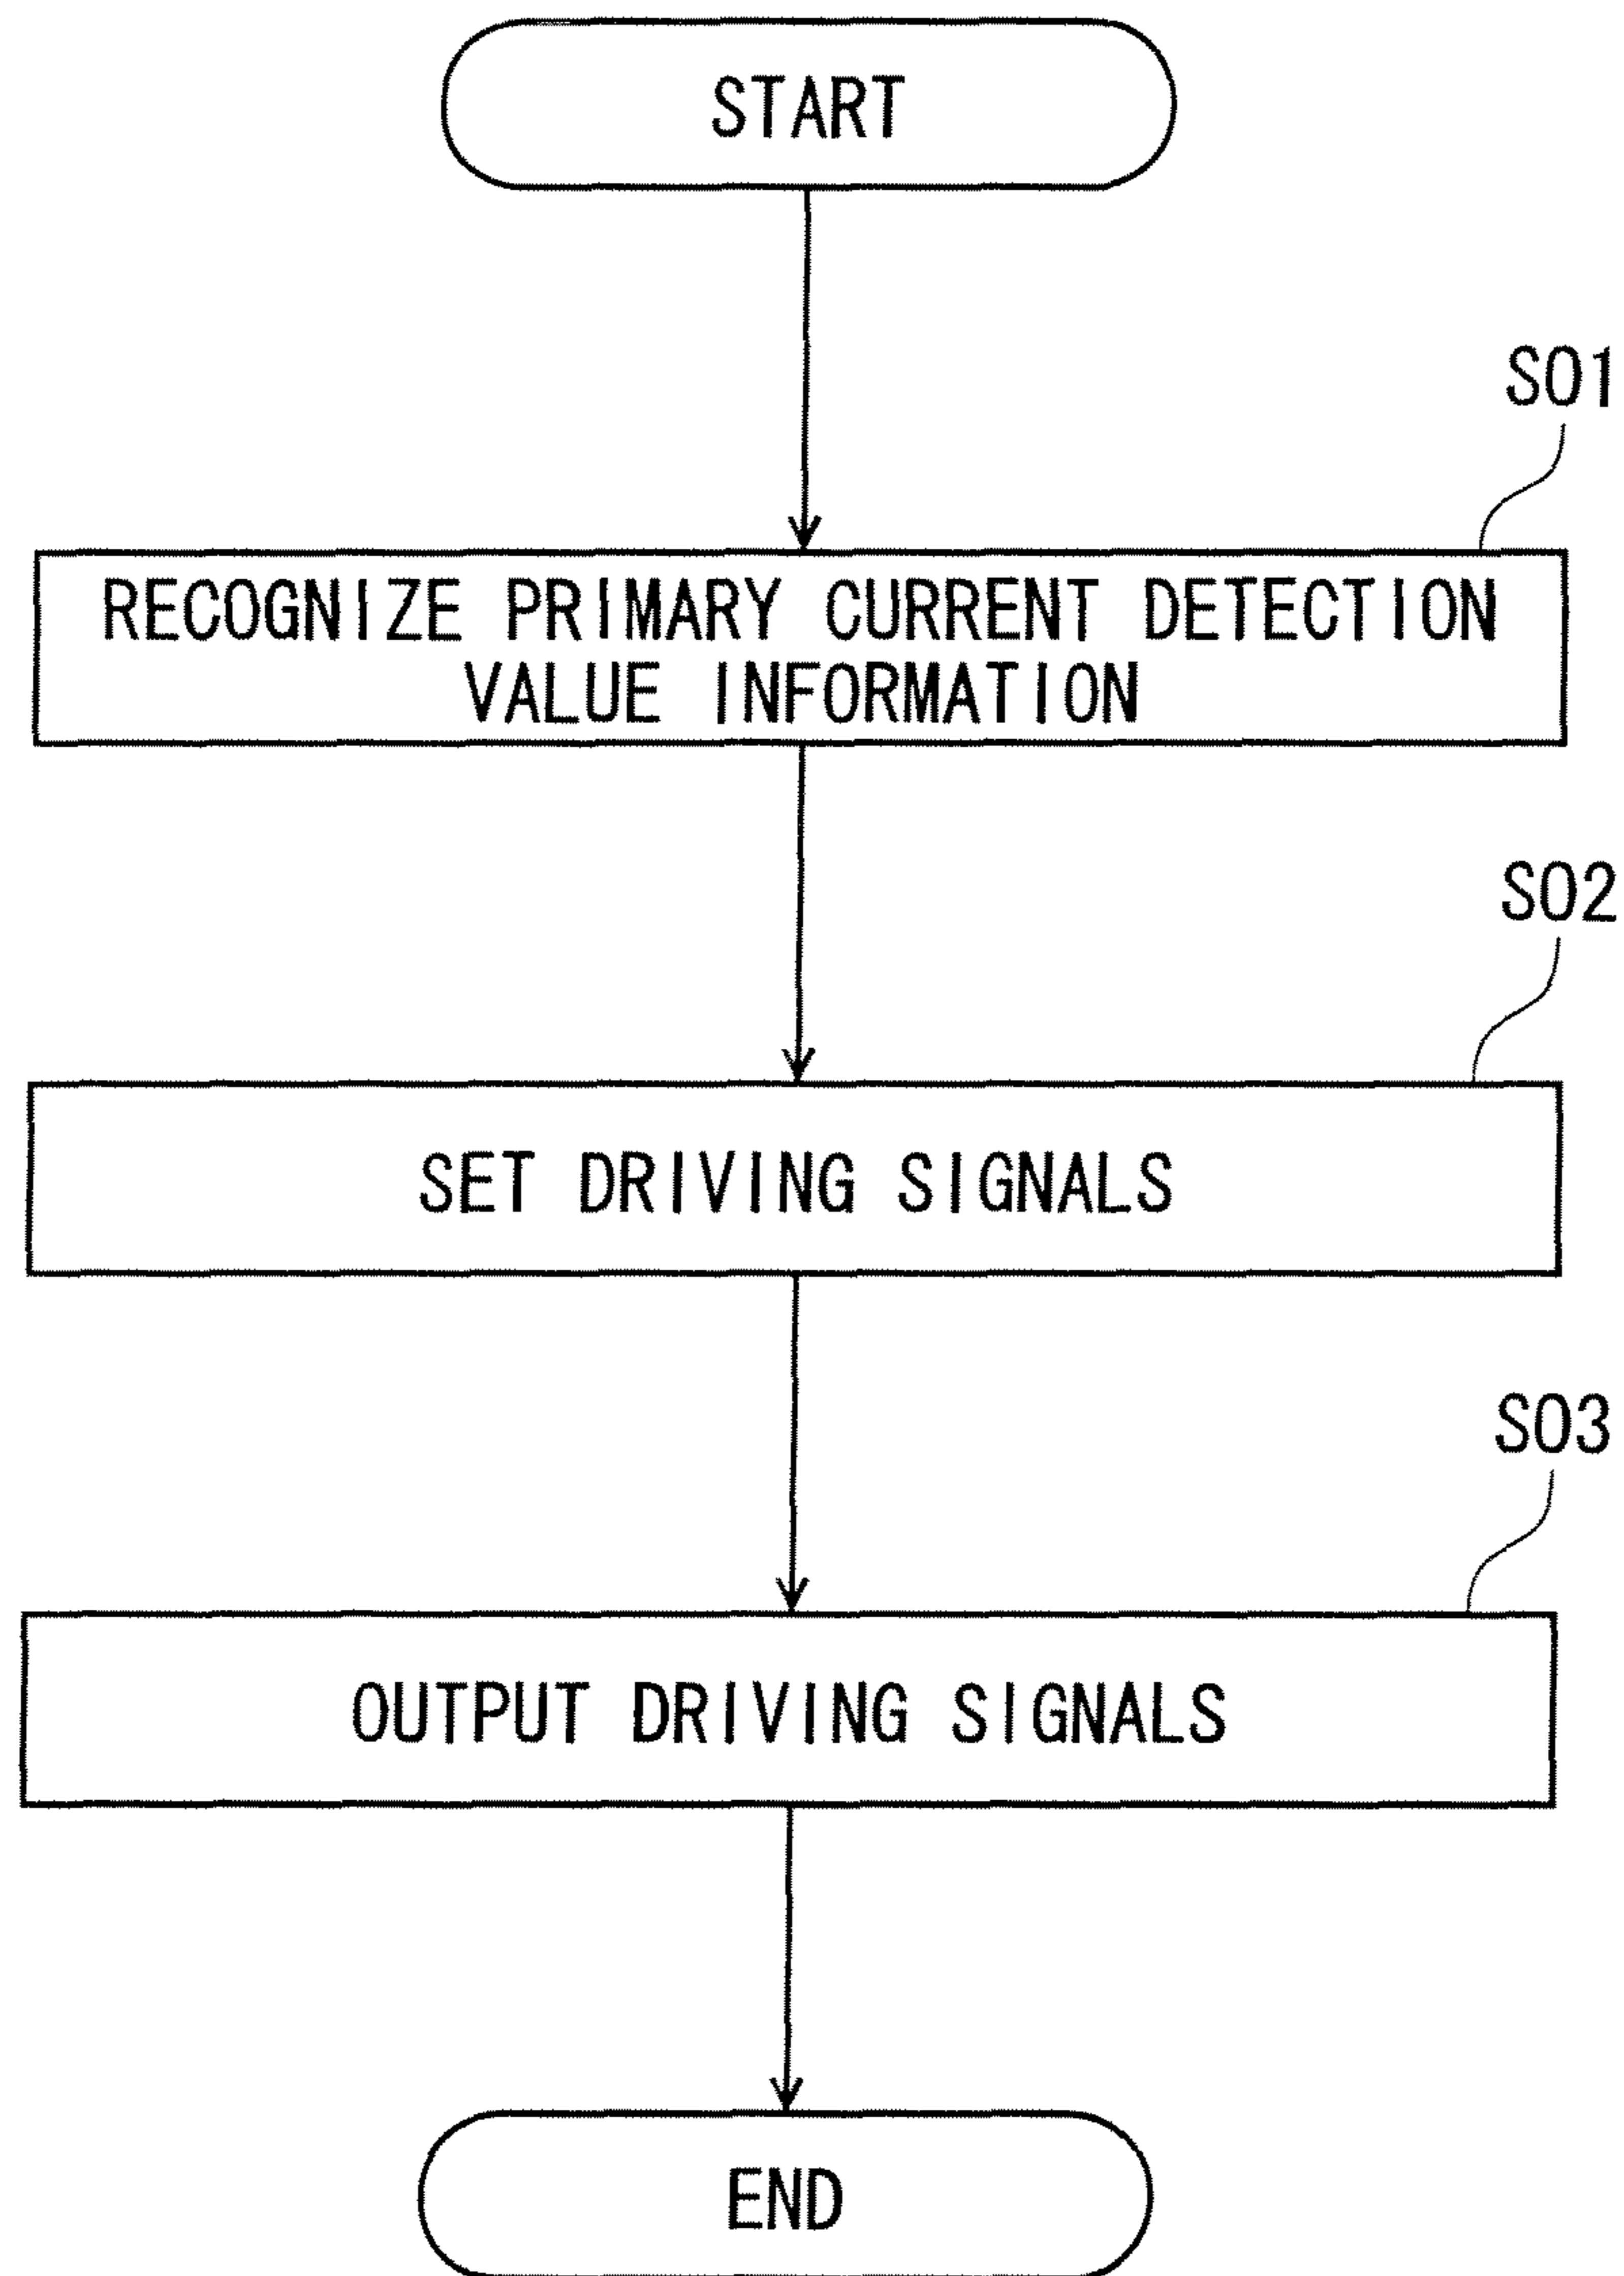 START
S01
RECOGNIZE PRIMARY CURRENT DETECTION
VALUE INFORMATION
S02
SET DRIVING SIGNALS
S03
OUTPUT DRIVING SIGNALS
END